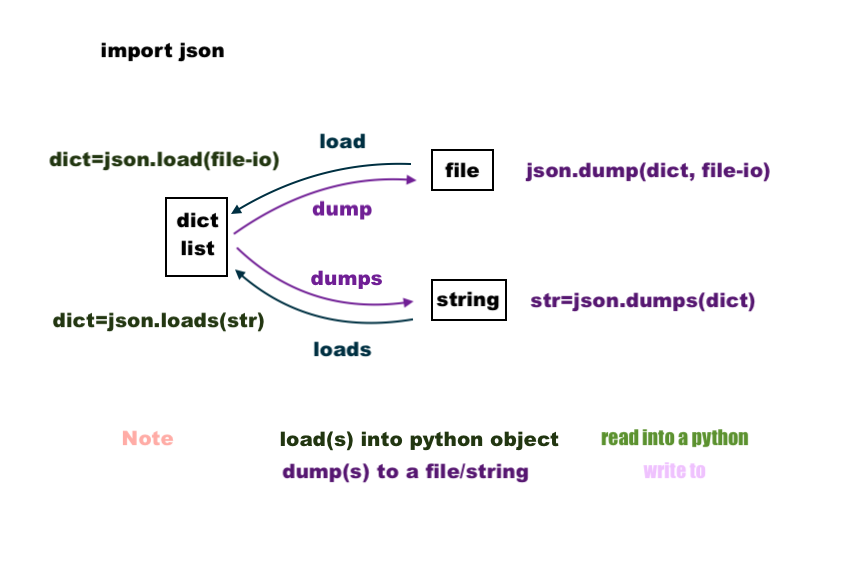 import json
load
dict=json.load(file-io)
file
json.dump(dict, file-io)
dump
dict
list
dumps
string
str=json.dumps(dict)
dict=json.loads(str)
loads
Note
load(s) into python object
read into a python
dump(s) to a file/string
write to